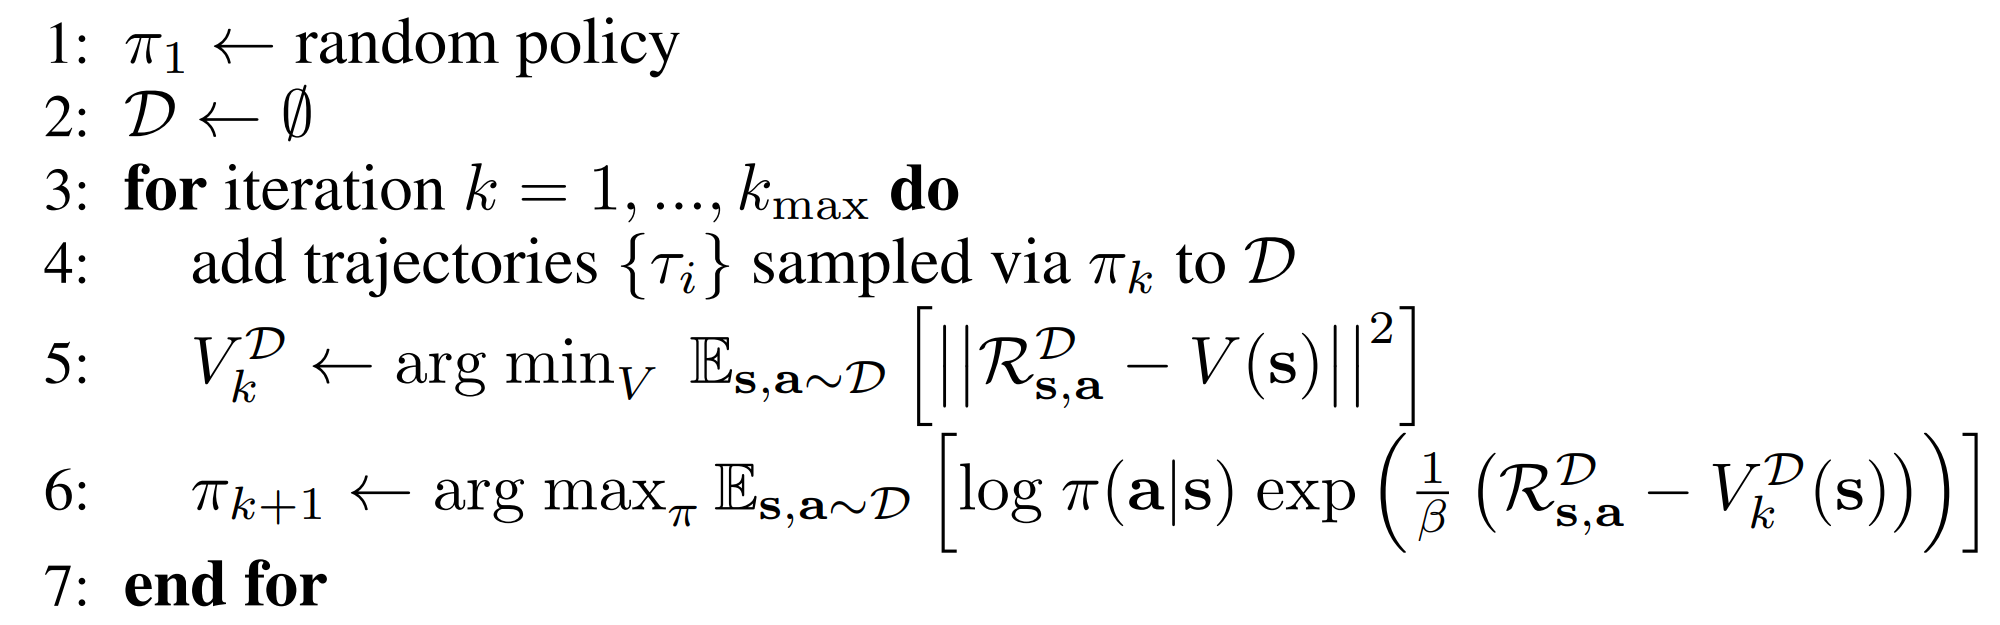 1: π₁ ← random policy
2: 𝒟 ← ∅
3: for iteration k = 1, ..., k_max do
4: add trajectories {τᵢ} sampled via π_k to 𝒟
5: V_k^𝒟 ← arg min_V 𝔼_{s,a∼𝒟} [||ℛ_{s,a}^𝒟 − V(s)||²]
6: π_{k+1} ← arg max_π 𝔼_{s,a∼𝒟} [log π(a|s) exp (1/β (ℛ_{s,a}^𝒟 − V_k^𝒟(s)))]
7: end for